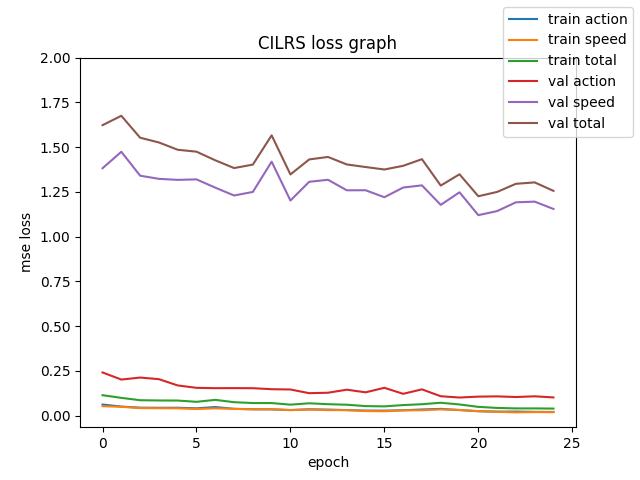 CILRS loss graph
train action
train speed
train total
val action
val speed
val total
mse loss
2.00
1.75
1.50
1.25
1.00
0.75
0.50
0.25
0.00
0 5 10 15 20 25
epoch